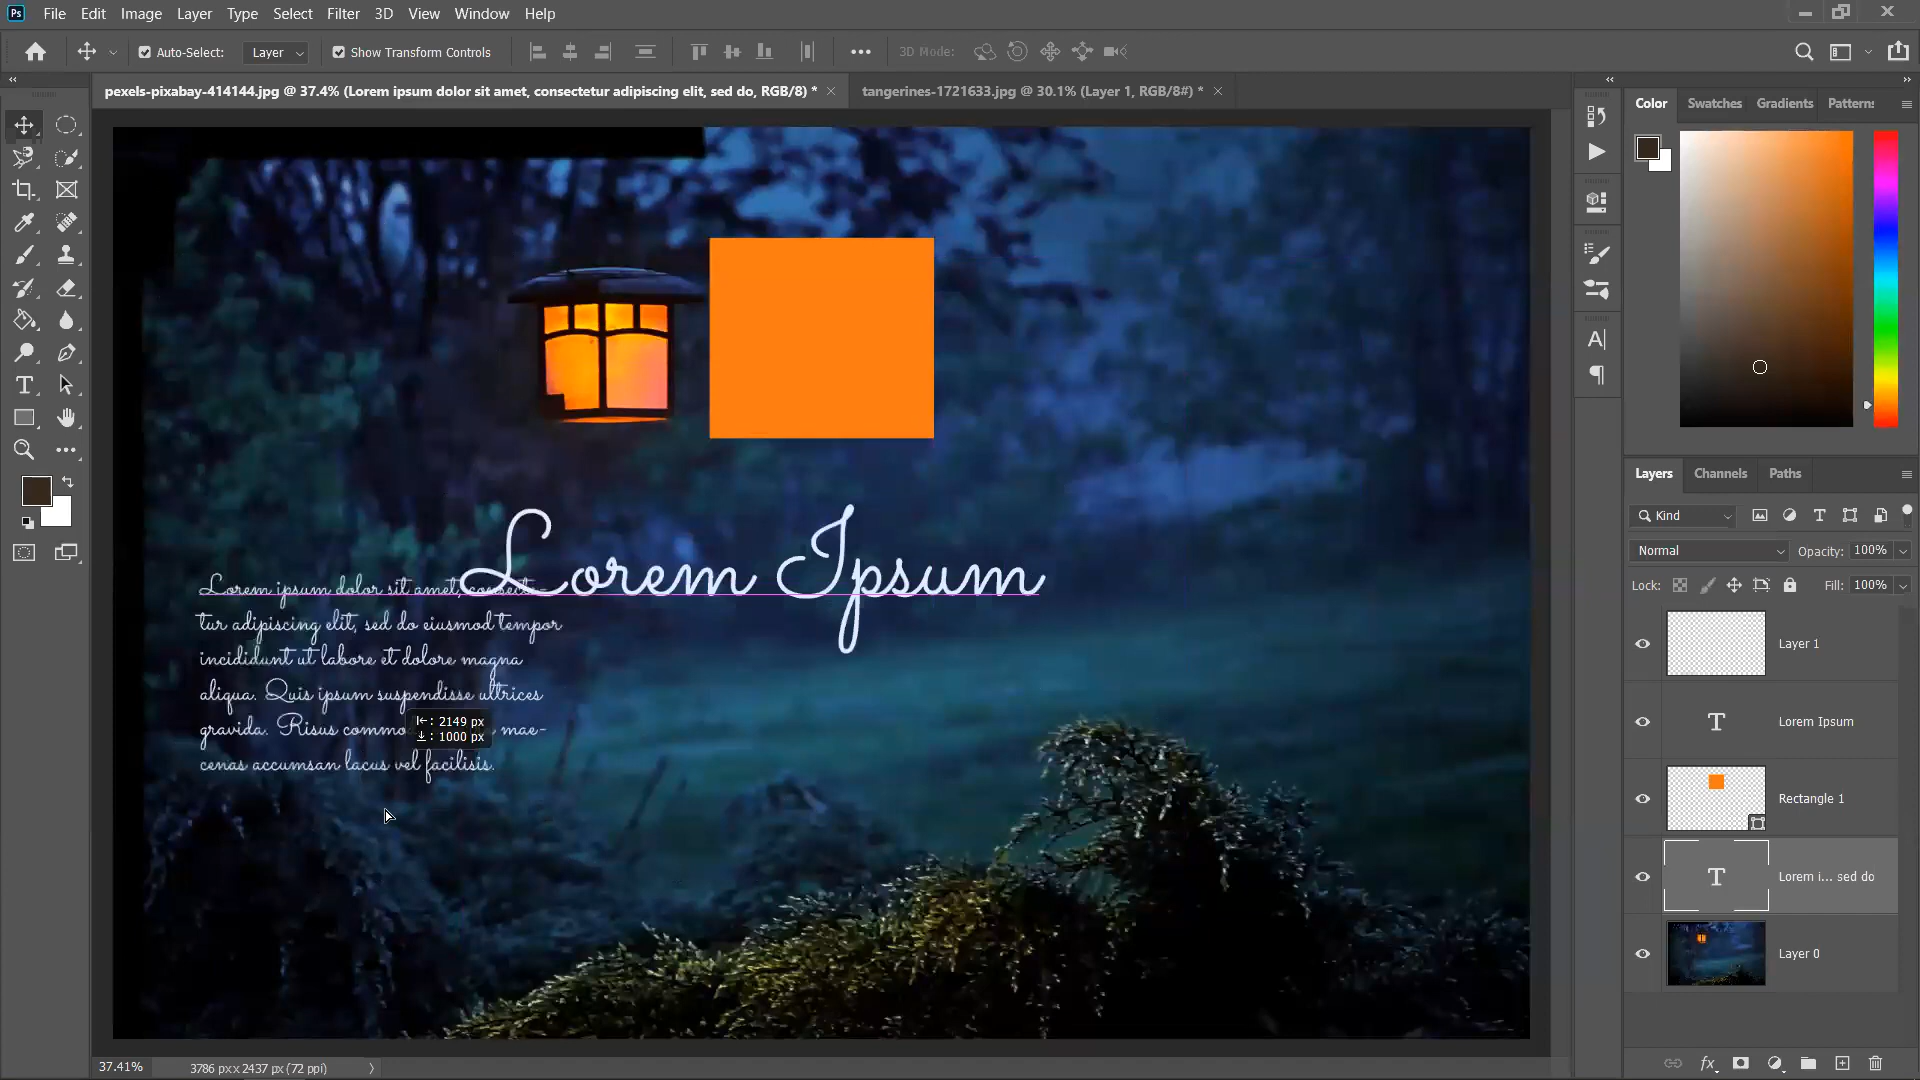 Ps File Edit Image Layer Type Select Filter 3D View Window Help
Auto-Select: Layer Show Transform Controls 3D Mode:
pexels-pixabay-414144.jpg @ 37.4% (Lorem ipsum dolor sit amet, consectetur adipiscing elit, sed do, RGB/8) *
tangerines-1721633.jpg @ 30.1% (Layer 1, RGB/8#) *
Color Swatches Gradients Patterns
Lorem Ipsum
Lorem ipsum dolor sit amet, consecte-
tur adipiscing elit, sed do eiusmod tempor
incididunt ut labore et dolore magna
aliqua. Quis ipsum suspendisse ultrices
gravida. Risus commo mae-
cenas accumsan lacus vel facilisis.
: 2149 px
: 1000 px
Layers Channels Paths
Kind
Normal Opacity: 100%
Lock: Fill: 100%
Layer 1
T Lorem Ipsum
Rectangle 1
T Lorem i... sed do
Layer 0
fx
37.41% 3786 px x 2437 px (72 ppi)